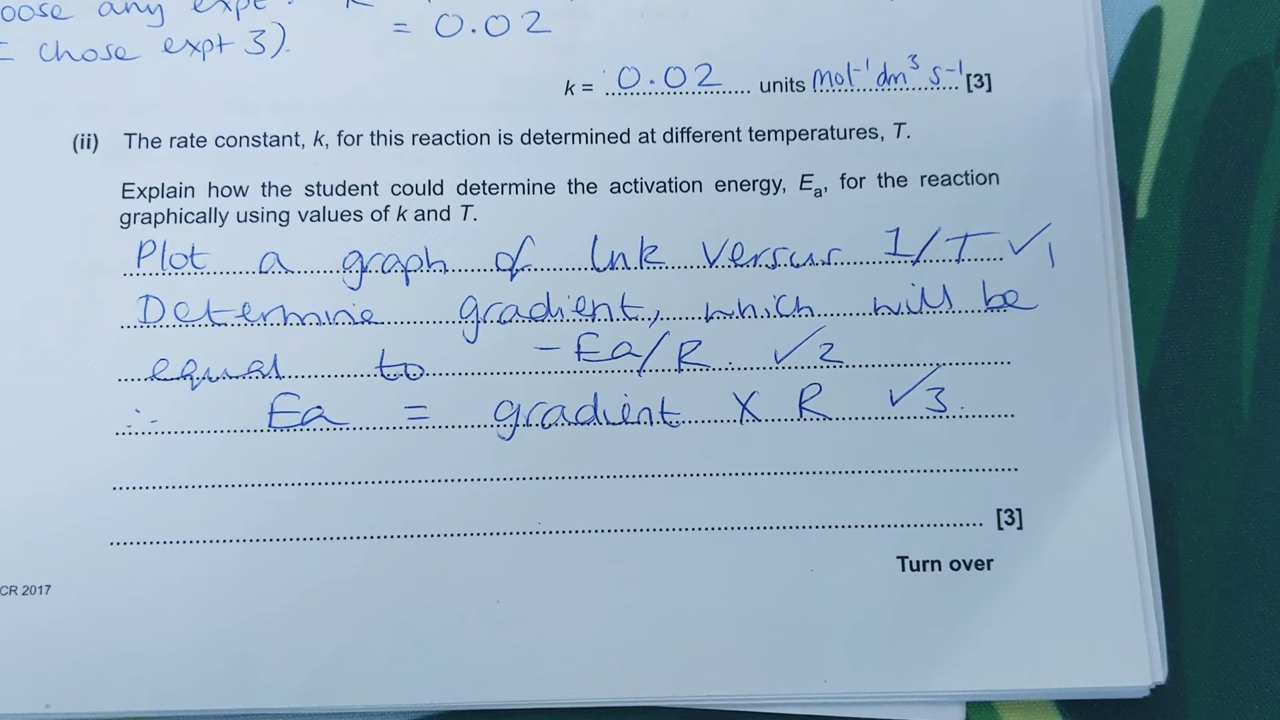 oose any expt
= 0.02
I chose expt 3).
k = 0.02 units mol⁻¹ dm³ s⁻¹ [3]
(ii) The rate constant, k, for this reaction is determined at different temperatures, T.
Explain how the student could determine the activation energy, Eₐ, for the reaction
graphically using values of k and T.
Plot a graph of lnk versus 1/T ✓1
Determine gradient, which will be
equal to -Ea/R. ✓2
∴ Ea = gradient X R ✓3.
[3]
Turn over
CR 2017